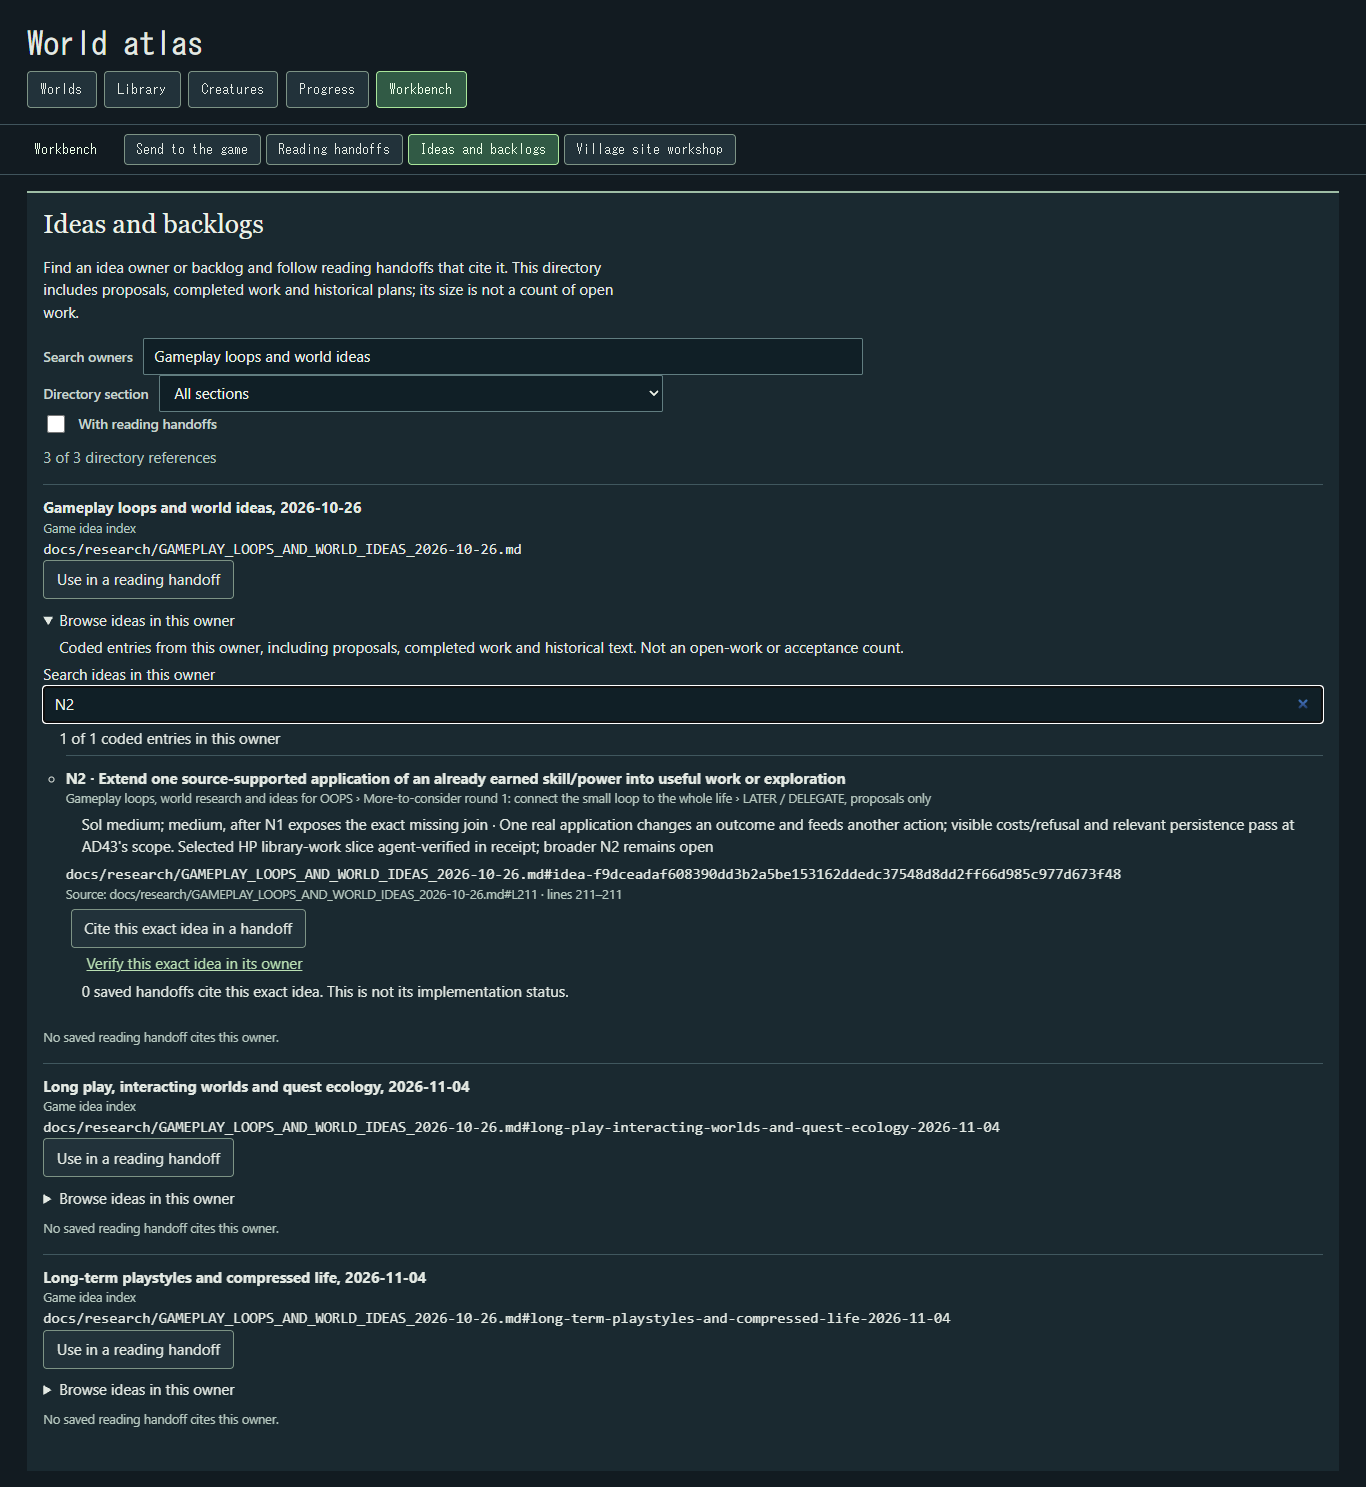 World atlas
Worlds
Library
Creatures
Progress
Workbench
Workbench
Send to the game
Reading handoffs
Ideas and backlogs
Village site workshop
Ideas and backlogs
Find an idea owner or backlog and follow reading handoffs that cite it. This directory
includes proposals, completed work and historical plans; its size is not a count of open
work.
Search owners
Gameplay loops and world ideas
Directory section
All sections
With reading handoffs
3 of 3 directory references
Gameplay loops and world ideas, 2026-10-26
Game idea index
docs/research/GAMEPLAY_LOOPS_AND_WORLD_IDEAS_2026-10-26.md
Use in a reading handoff
▼ Browse ideas in this owner
Coded entries from this owner, including proposals, completed work and historical text. Not an open-work or acceptance count.
Search ideas in this owner
N2
1 of 1 coded entries in this owner
N2 · Extend one source-supported application of an already earned skill/power into useful work or exploration
Gameplay loops, world research and ideas for OOPS › More-to-consider round 1: connect the small loop to the whole life › LATER / DELEGATE, proposals only
Sol medium; medium, after N1 exposes the exact missing join · One real application changes an outcome and feeds another action; visible costs/refusal and relevant persistence pass at
AD43's scope. Selected HP library-work slice agent-verified in receipt; broader N2 remains open
docs/research/GAMEPLAY_LOOPS_AND_WORLD_IDEAS_2026-10-26.md#idea-f9dceadaf608390dd3b2a5be153162ddedc37548d8dd2ff66d985c977d673f48
Source: docs/research/GAMEPLAY_LOOPS_AND_WORLD_IDEAS_2026-10-26.md#L211 · lines 211–211
Cite this exact idea in a handoff
Verify this exact idea in its owner
0 saved handoffs cite this exact idea. This is not its implementation status.
No saved reading handoff cites this owner.
Long play, interacting worlds and quest ecology, 2026-11-04
Game idea index
docs/research/GAMEPLAY_LOOPS_AND_WORLD_IDEAS_2026-10-26.md#long-play-interacting-worlds-and-quest-ecology-2026-11-04
Use in a reading handoff
▶ Browse ideas in this owner
No saved reading handoff cites this owner.
Long-term playstyles and compressed life, 2026-11-04
Game idea index
docs/research/GAMEPLAY_LOOPS_AND_WORLD_IDEAS_2026-10-26.md#long-term-playstyles-and-compressed-life-2026-11-04
Use in a reading handoff
▶ Browse ideas in this owner
No saved reading handoff cites this owner.